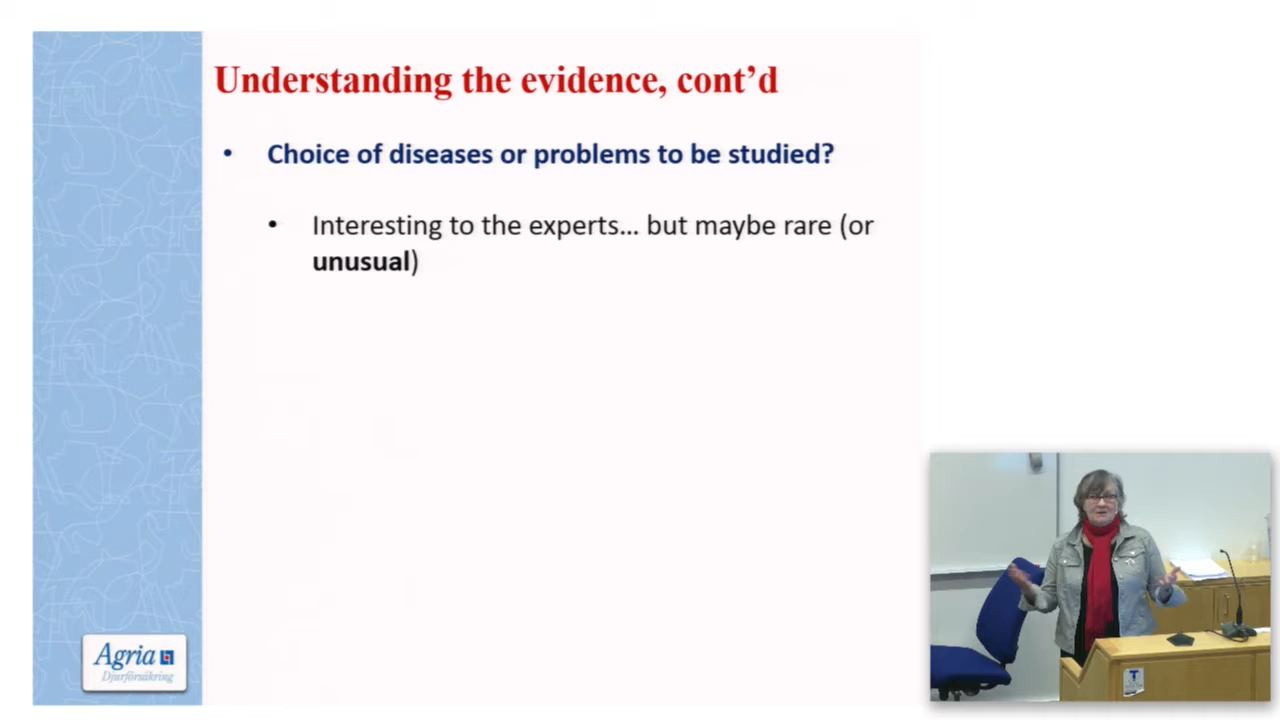 Understanding the evidence, cont’d
• Choice of diseases or problems to be studied?
• Interesting to the experts… but maybe rare (or
unusual)
Agria
Djurförsäkring